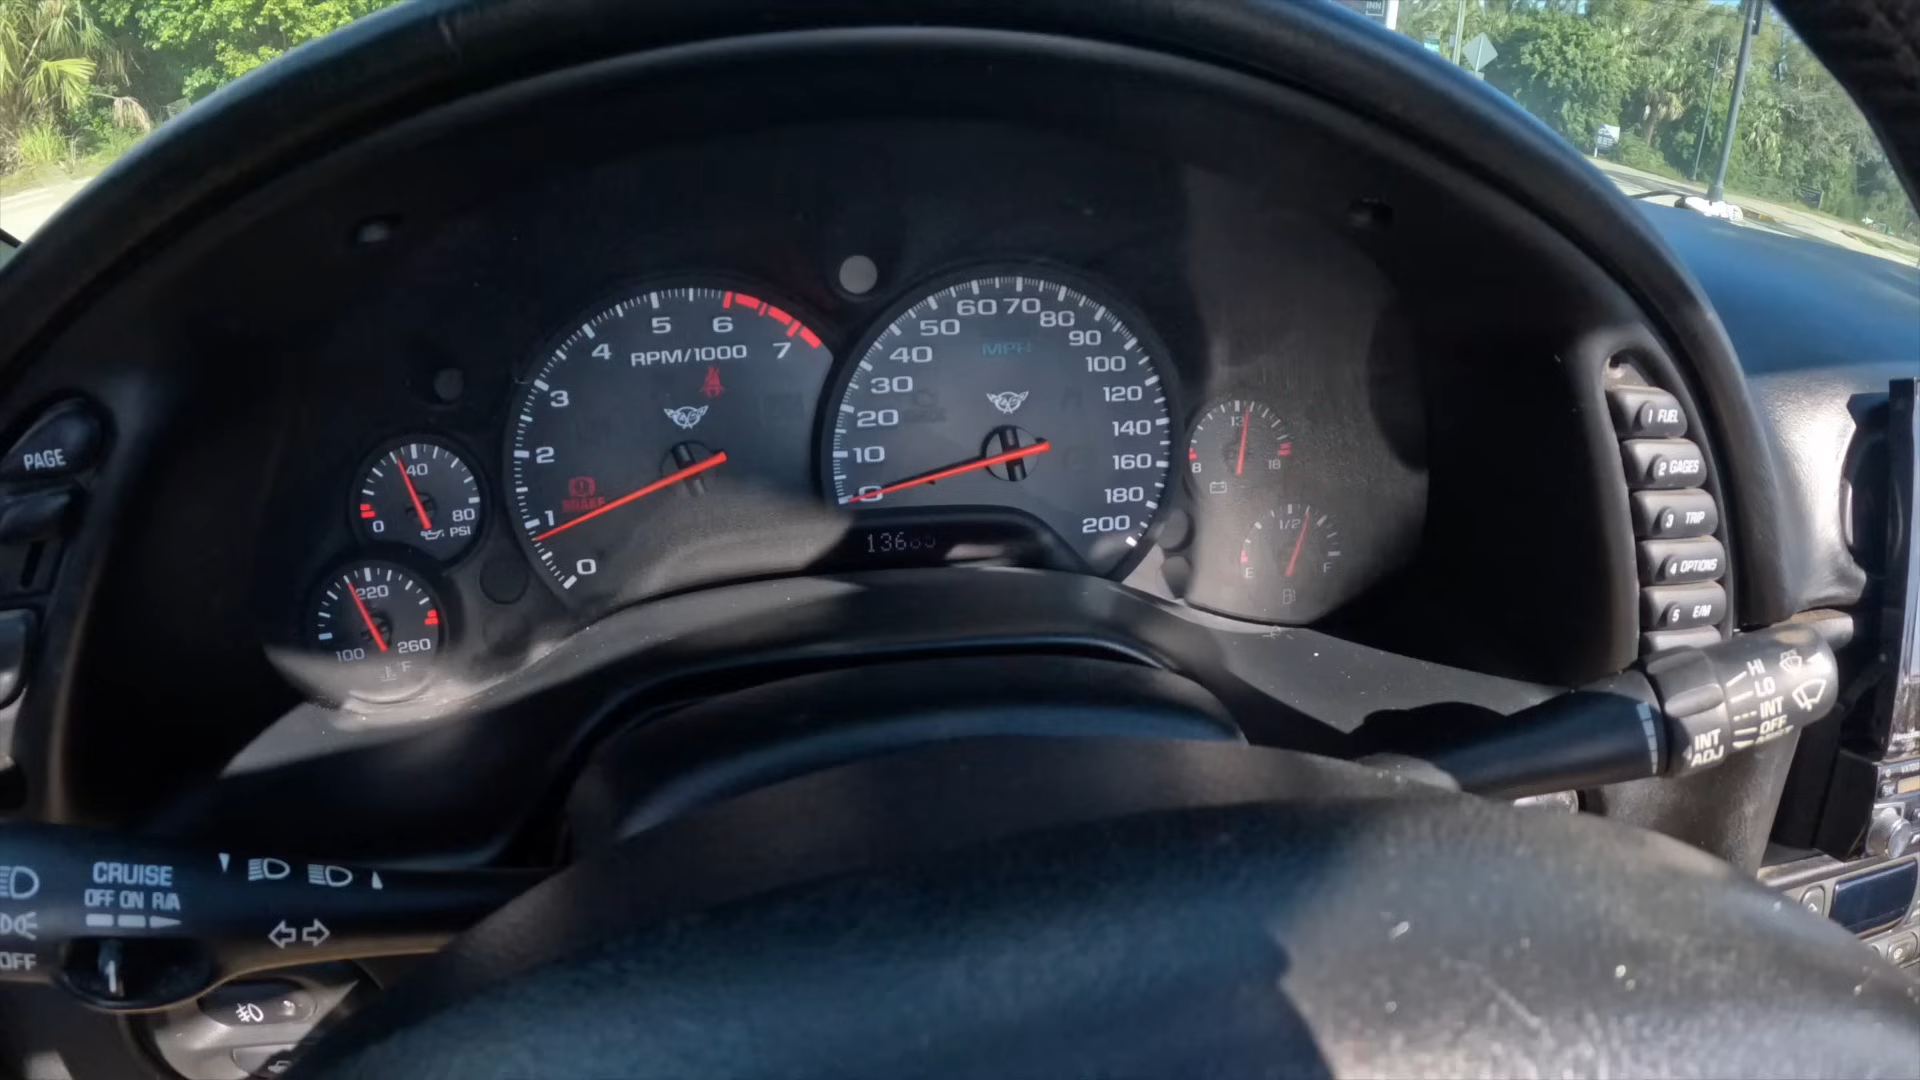 PAGE
40
0
80
PSI
220
100
260
°F
0
1
2
3
4
5
6
7
RPM/1000
BRAKE
0
10
20
30
40
50
60
70
80
90
100
120
140
160
180
200
MPH
13
8
18
1/2
E
F
1 FUEL
2 GAGES
3 TRIP
4 OPTIONS
5 E/M
HI
LO
INT
OFF
INT
ADJ
CRUISE
OFF ON R/A
OFF